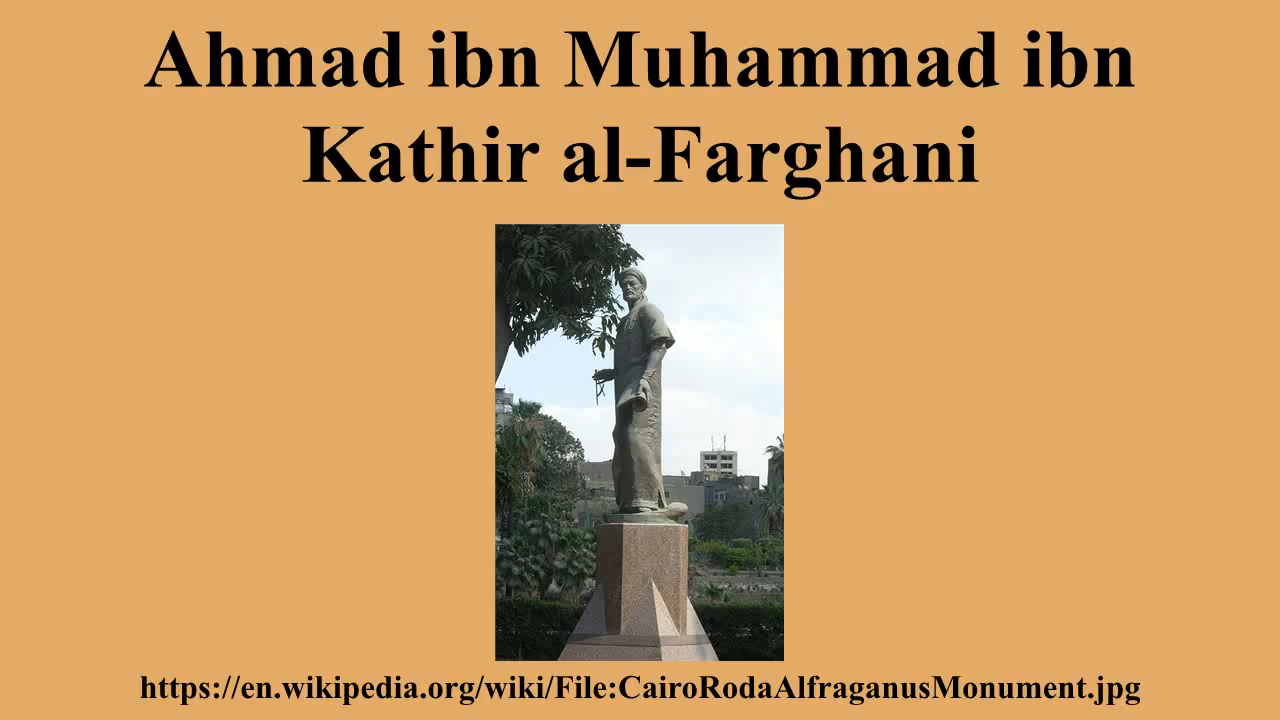 Ahmad ibn Muhammad ibn
Kathir al-Farghani
https://en.wikipedia.org/wiki/File:CairoRodaAlfraganusMonument.jpg